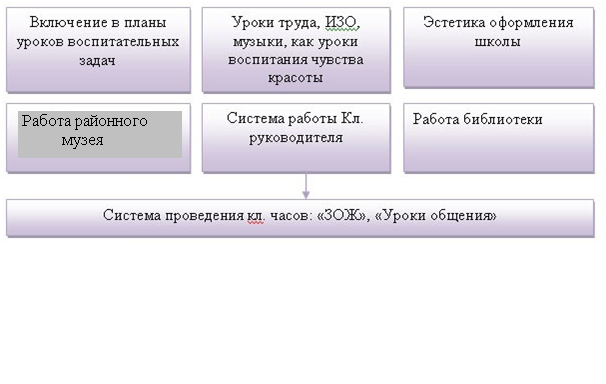 Включение в планы
уроков воспитательных
задач
Уроки труда, ИЗО,
музыки, как уроки
воспитания чувства
красоты
Эстетика оформления
школы
Работа районного
музея
Система работы Кл.
руководителя
Работа библиотеки
Система проведения кл. часов: «ЗОЖ», «Уроки общения»